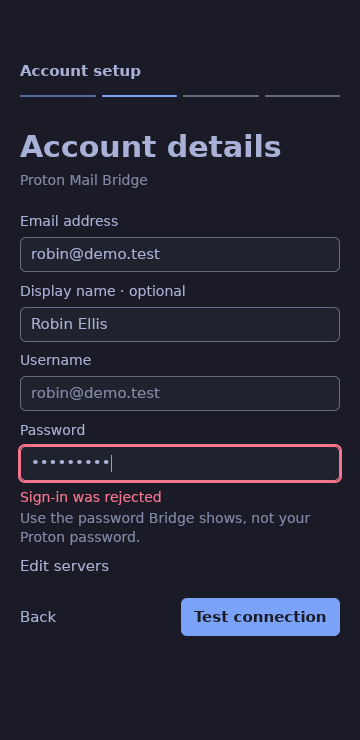 Account setup
Account details
Proton Mail Bridge
Email address
robin@demo.test
Display name · optional
Robin Ellis
Username
robin@demo.test
Password
•••••••••
Sign-in was rejected
Use the password Bridge shows, not your
Proton password.
Edit servers
Back
Test connection